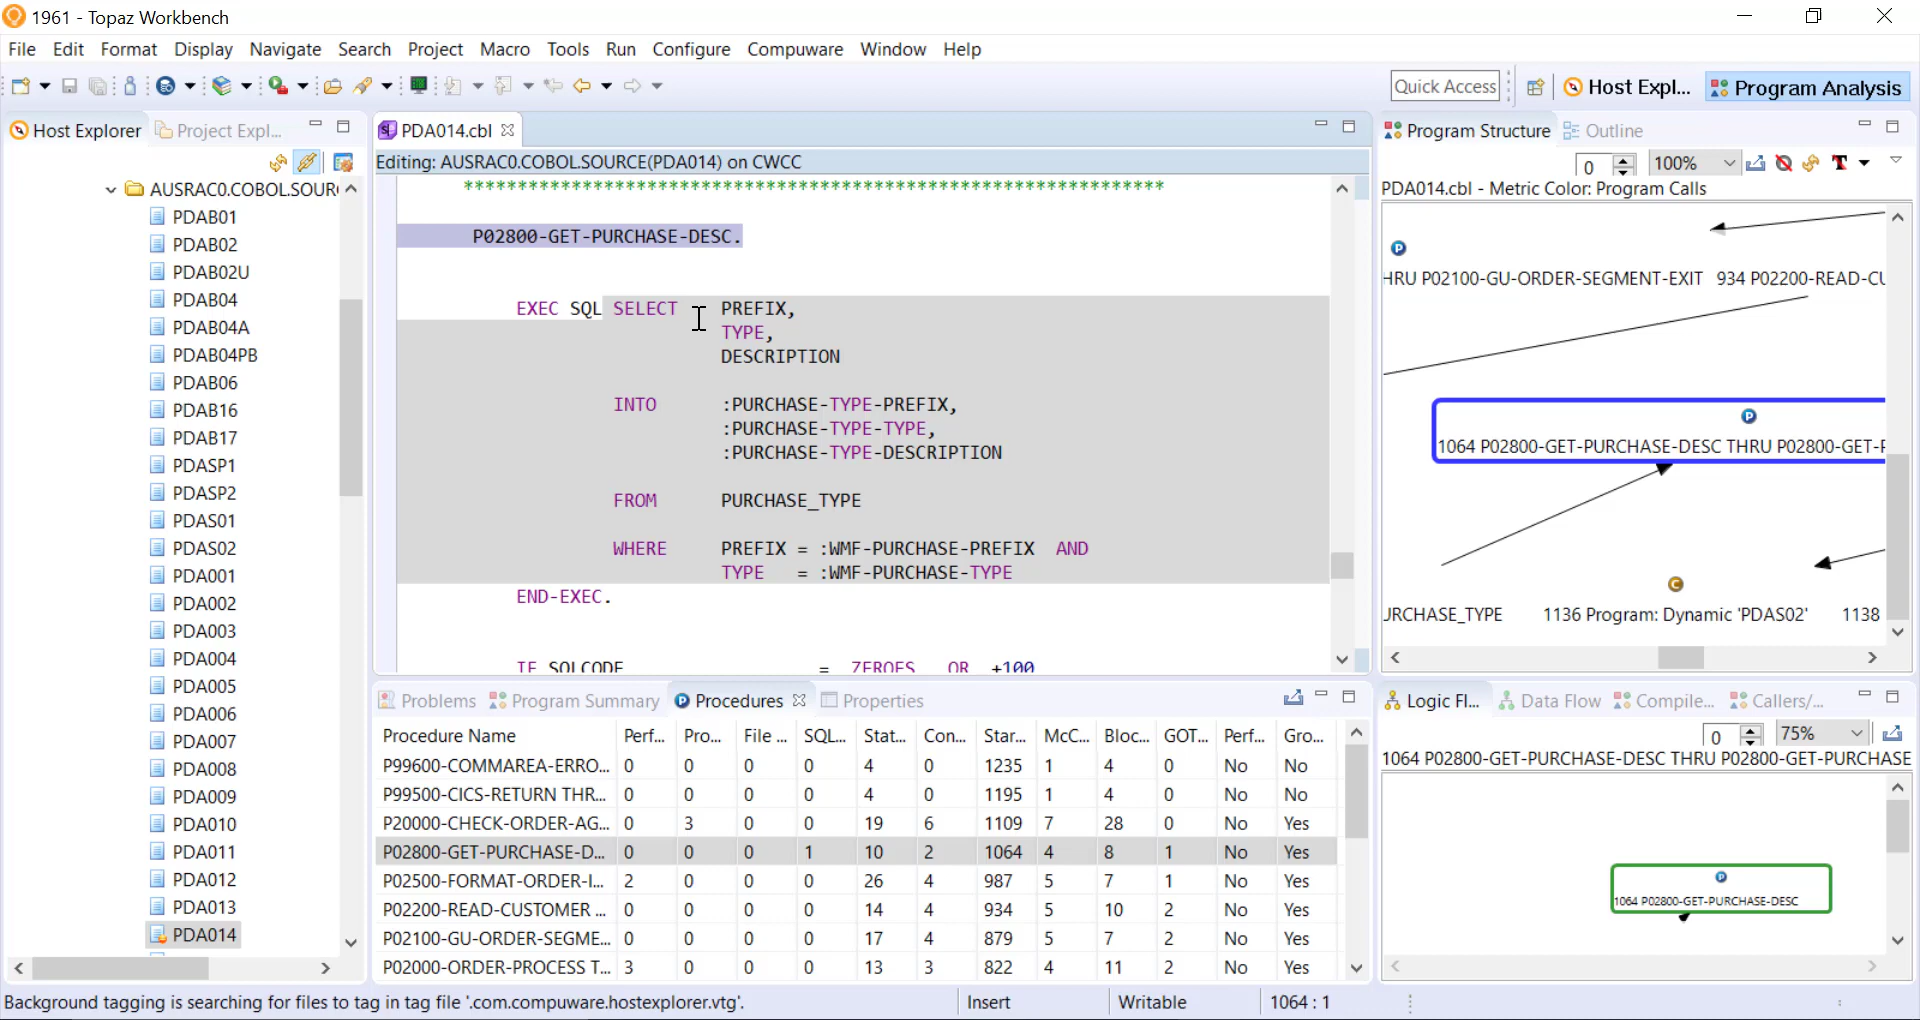 1961 - Topaz Workbench
File Edit Format Display Navigate Search Project Macro Tools Run Configure Compuware Window Help
Quick Access
Host Expl...
Program Analysis
Host Explorer
Project Expl...
AUSRAC0.COBOL.SOUR
PDAB01
PDAB02
PDAB02U
PDAB04
PDAB04A
PDAB04PB
PDAB06
PDAB16
PDAB17
PDASP1
PDASP2
PDAS01
PDAS02
PDA001
PDA002
PDA003
PDA004
PDA005
PDA006
PDA007
PDA008
PDA009
PDA010
PDA011
PDA012
PDA013
PDA014
PDA014.cbl
Editing: AUSRAC0.COBOL.SOURCE(PDA014) on CWCC
*****************************************************************
P02800-GET-PURCHASE-DESC.
EXEC SQL SELECT PREFIX,
TYPE,
DESCRIPTION
INTO :PURCHASE-TYPE-PREFIX,
:PURCHASE-TYPE-TYPE,
:PURCHASE-TYPE-DESCRIPTION
FROM PURCHASE_TYPE
WHERE PREFIX = :WMF-PURCHASE-PREFIX AND
TYPE = :WMF-PURCHASE-TYPE
END-EXEC.
IF SQLCODE = ZEROES OR +100
Program Structure
Outline
0
100%
T
PDA014.cbl - Metric Color: Program Calls
P
HRU P02100-GU-ORDER-SEGMENT-EXIT 934 P02200-READ-CU
P
1064 P02800-GET-PURCHASE-DESC THRU P02800-GET-P
C
URCHASE_TYPE 1136 Program: Dynamic 'PDAS02' 1138
Problems
Program Summary
Procedures
Properties
Procedure Name Perf... Pro... File ... SQL... Stat... Con... Star... McC... Bloc... GOT... Perf... Gro...
P99600-COMMAREA-ERRO... 0 0 0 0 4 0 1235 1 4 0 No No
P99500-CICS-RETURN THR... 0 0 0 0 4 0 1195 1 4 0 No No
P20000-CHECK-ORDER-AG... 0 3 0 0 19 6 1109 7 28 0 No Yes
P02800-GET-PURCHASE-D... 0 0 0 1 10 2 1064 4 8 1 No Yes
P02500-FORMAT-ORDER-I... 2 0 0 0 26 4 987 5 7 1 No Yes
P02200-READ-CUSTOMER ... 0 0 0 0 14 4 934 5 10 2 No Yes
P02100-GU-ORDER-SEGME... 0 0 0 0 17 4 879 5 7 2 No Yes
P02000-ORDER-PROCESS T... 3 0 0 0 13 3 822 4 11 2 No Yes
Logic Fl...
Data Flow
Compile...
Callers/...
0
75%
1064 P02800-GET-PURCHASE-DESC THRU P02800-GET-PURCHASE
P
1064 P02800-GET-PURCHASE-DESC
Background tagging is searching for files to tag in tag file '.com.compuware.hostexplorer.vtg'.
Insert
Writable
1064 : 1